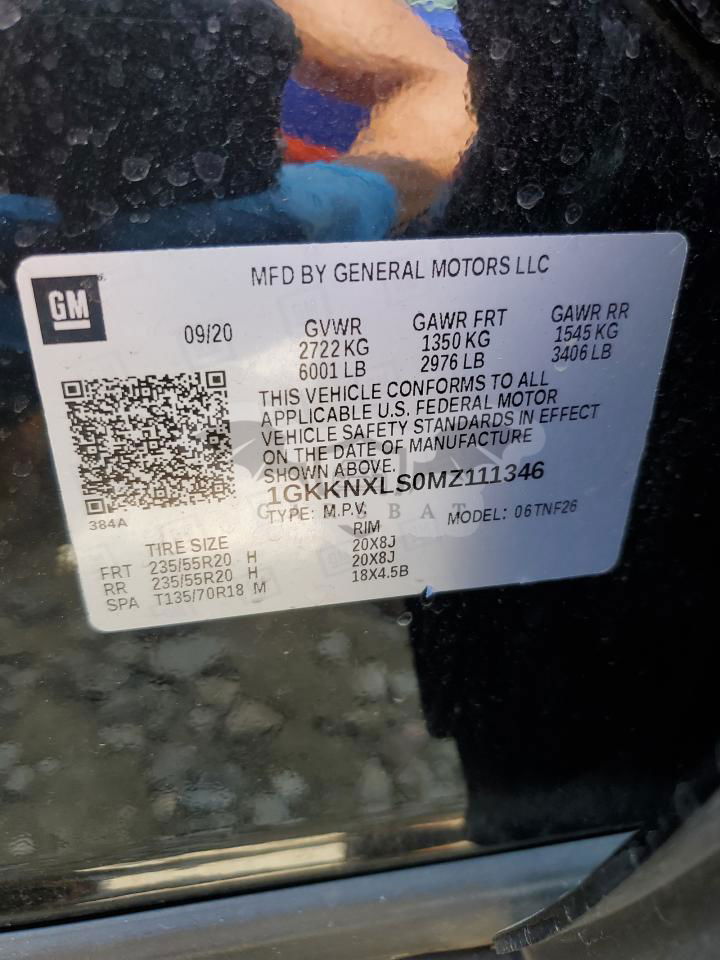 MFD BY GENERAL MOTORS LLC
GM
09/20
GVWR
2722 KG
6001 LB
GAWR FRT
1350 KG
2976 LB
GAWR RR
1545 KG
3406 LB
THIS VEHICLE CONFORMS TO ALL
APPLICABLE U.S. FEDERAL MOTOR
VEHICLE SAFETY STANDARDS IN EFFECT
ON THE DATE OF MANUFACTURE
SHOWN ABOVE.
1GKKNXLS0MZ111346
384A
TYPE: M.P.V. MODEL: 06TNF26
TIRE SIZE RIM
FRT 235/55R20 H 20X8J
RR 235/55R20 H 20X8J
SPA T135/70R18 M 18X4.5B